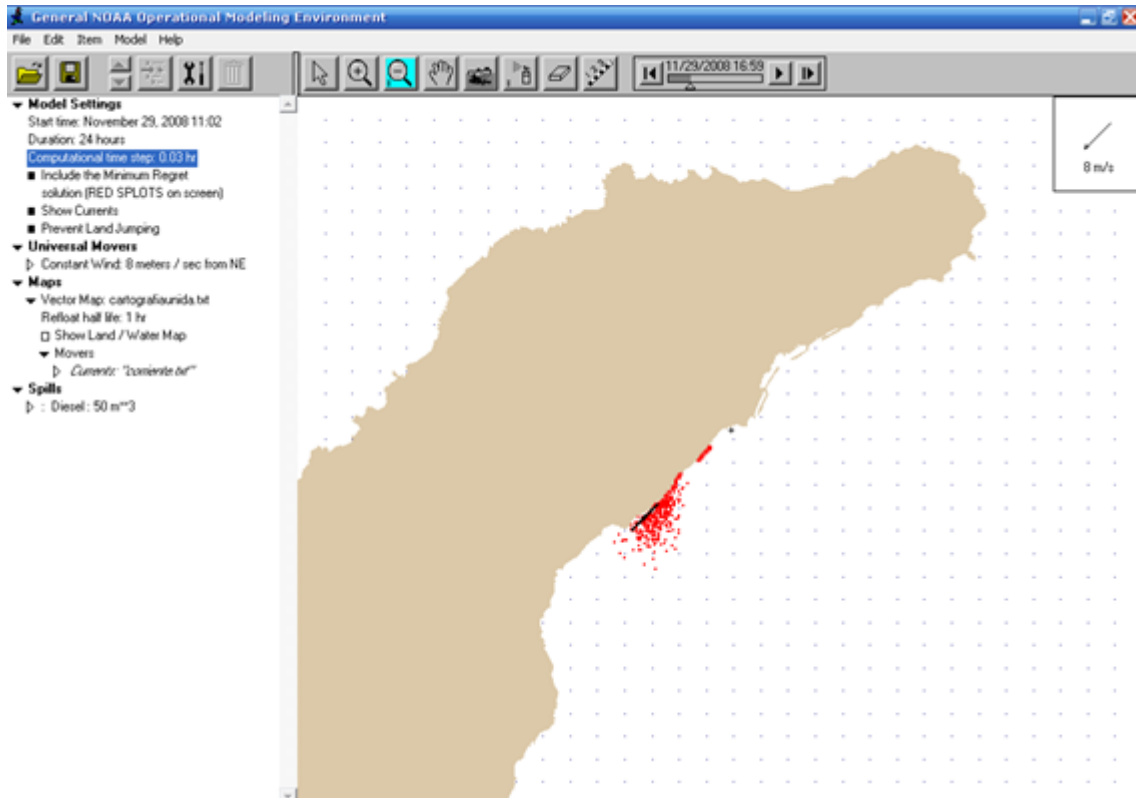 General NOAA Operational Modeling Environment
File Edit Item Model Help
11/29/2008 16:59
Model Settings
Start time: November 29, 2008 11:02
Duration: 24 hours
Computational time step: 0.03 hr
Include the Minimum Regret
solution (RED SPLOTS on screen)
Show Currents
Prevent Land Jumping
Universal Movers
Constant Wind: 8 meters / sec from NE
Maps
Vector Map: cartografiaunida.txt
Refloat half life: 1 hr
Show Land / Water Map
Movers
Currents: "corriente.txt"
Spills
: Diesel : 50 m**3
8 m/s